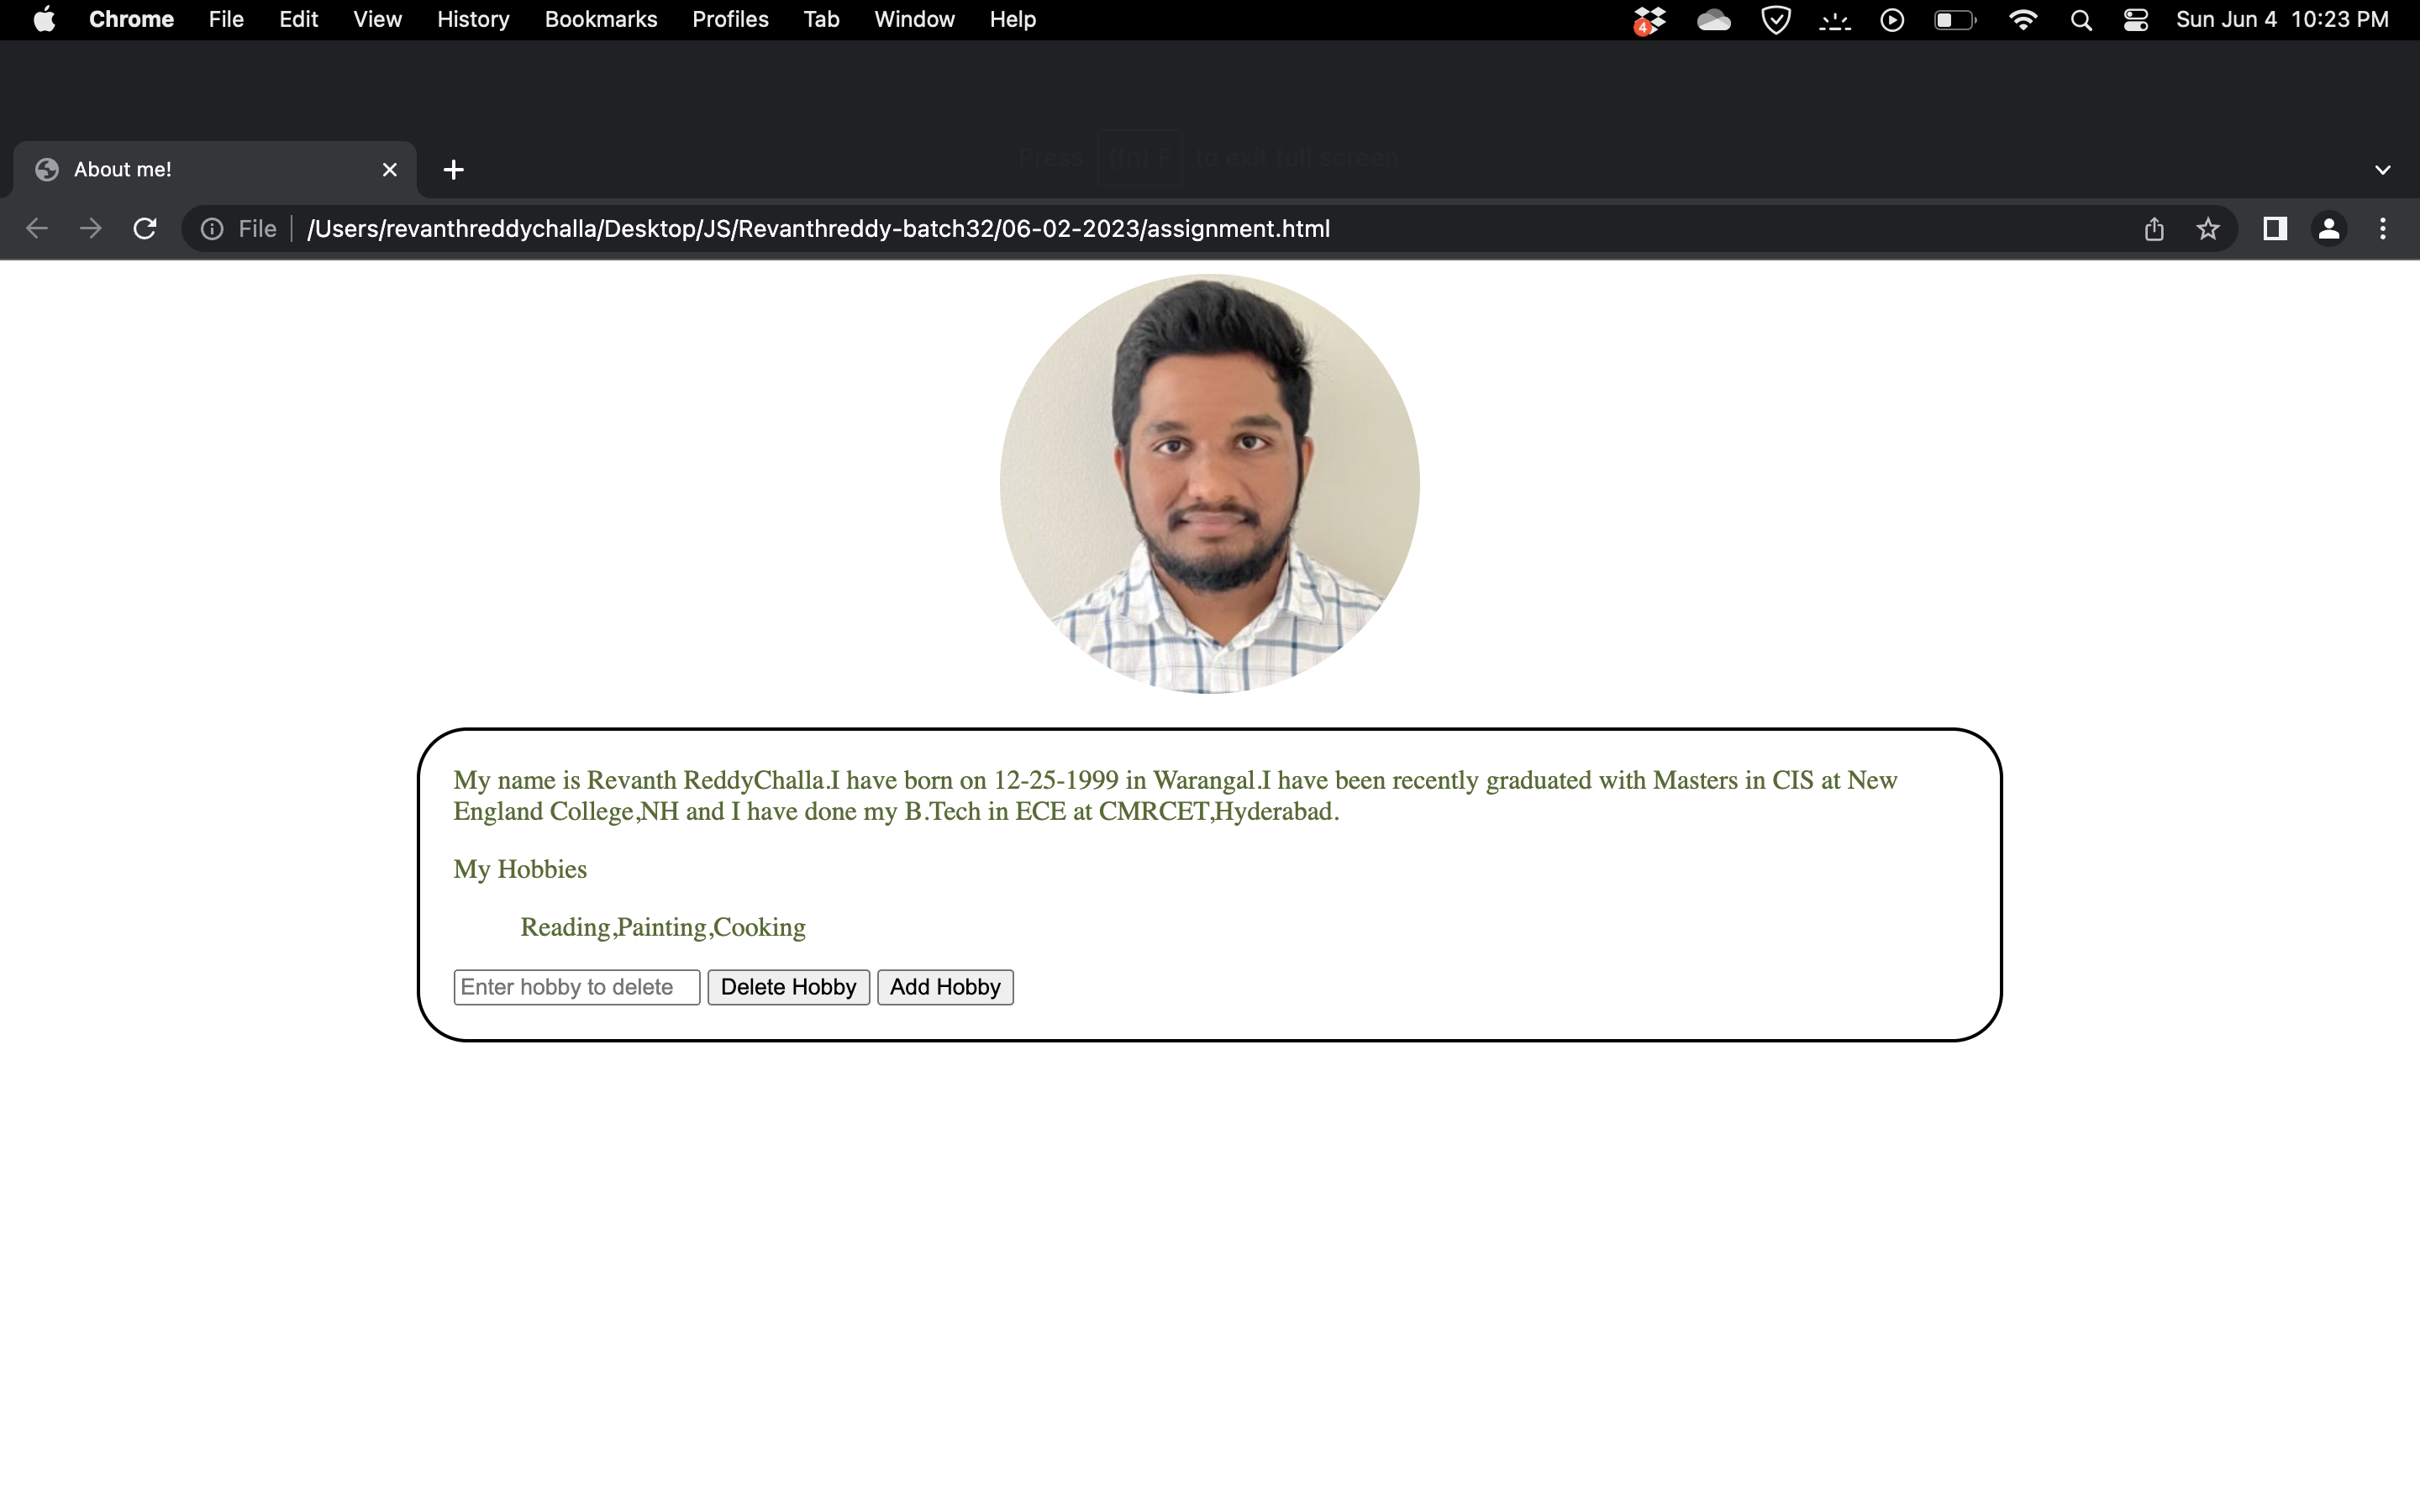 Chrome File Edit View History Bookmarks Profiles Tab Window Help 4 Sun Jun 4 10:23 PM
Press (fn) F to exit full screen
About me!
File /Users/revanthreddychalla/Desktop/JS/Revanthreddy-batch32/06-02-2023/assignment.html
My name is Revanth ReddyChalla.I have born on 12-25-1999 in Warangal.I have been recently graduated with Masters in CIS at New
England College,NH and I have done my B.Tech in ECE at CMRCET,Hyderabad.
My Hobbies
Reading,Painting,Cooking
Enter hobby to delete Delete Hobby Add Hobby